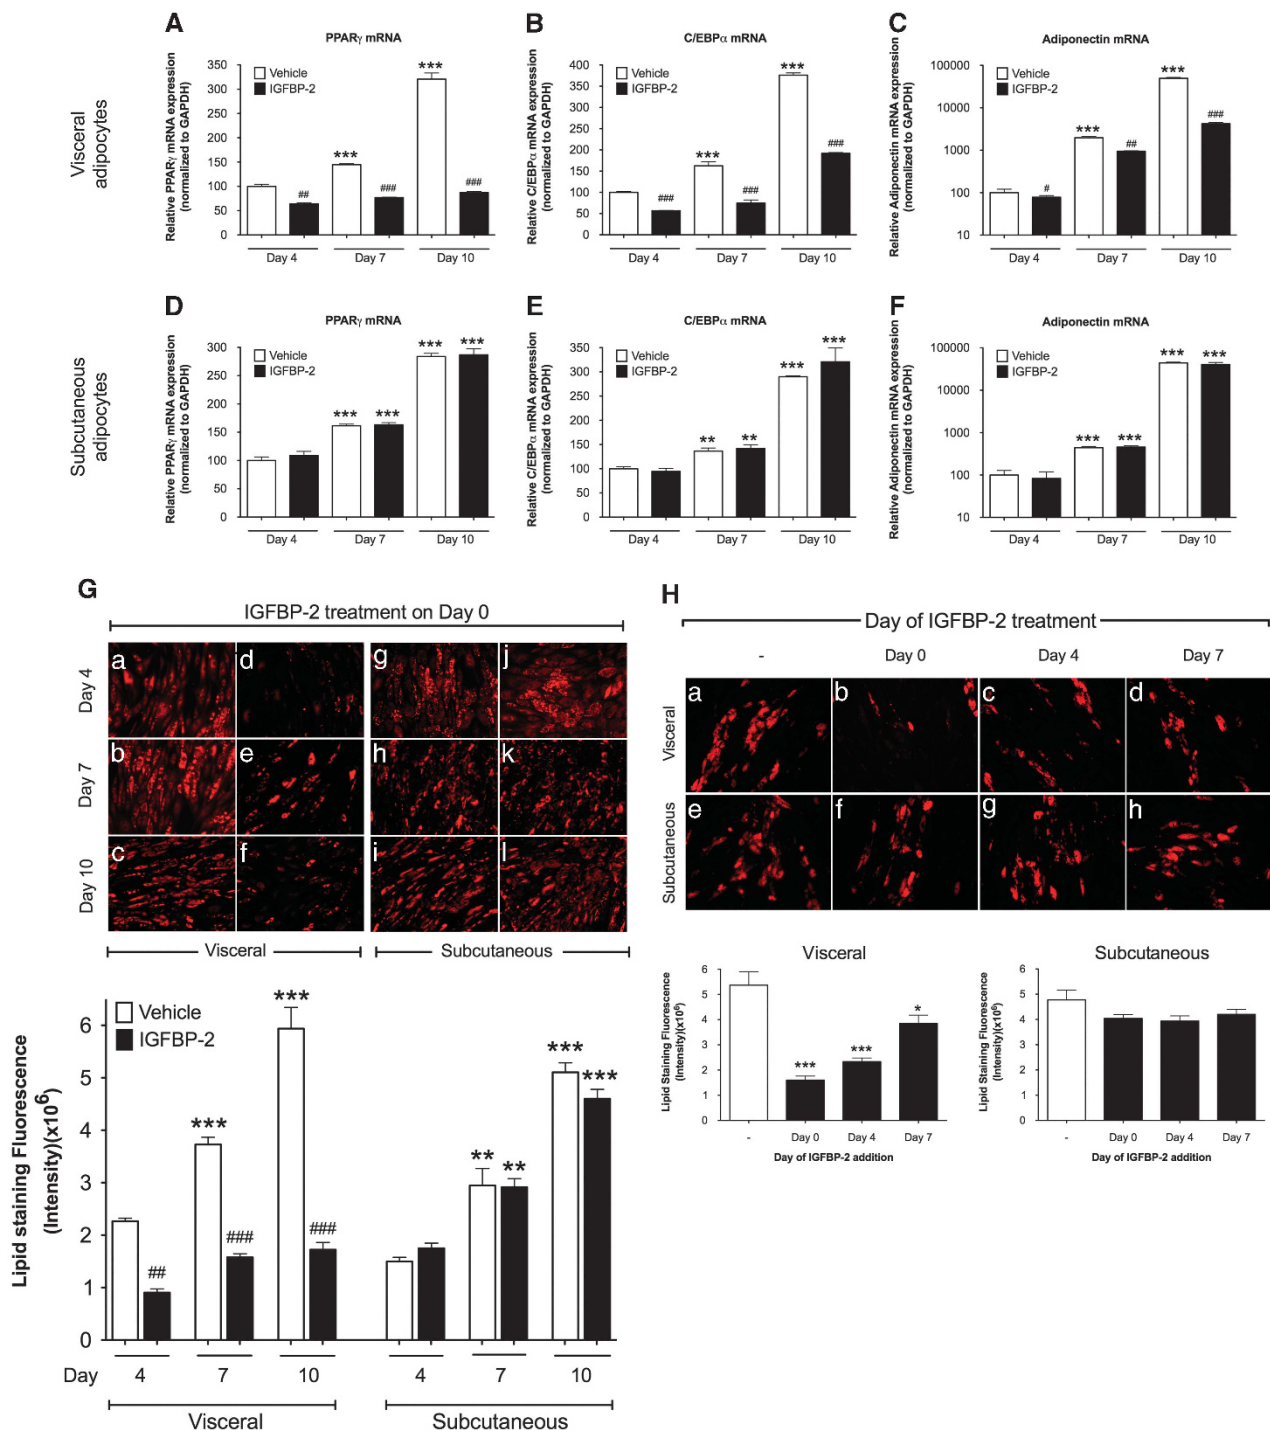 A
PPARγ mRNA
Relative PPARγ mRNA expression
(normalized to GAPDH)
350
300
250
200
150
100
50
0
Vehicle
IGFBP-2
##
***
###
***
###
Day 4
Day 7
Day 10
B
C/EBPα mRNA
Relative C/EBPα mRNA expression
(normalized to GAPDH)
400
350
300
250
200
150
100
50
0
Vehicle
IGFBP-2
###
***
###
***
###
Day 4
Day 7
Day 10
C
Adiponectin mRNA
Relative Adiponectin mRNA expression
(normalized to GAPDH)
100000
10000
1000
100
10
Vehicle
IGFBP-2
#
***
##
***
###
Day 4
Day 7
Day 10
Visceral
adipocytes
D
PPARγ mRNA
Relative PPARγ mRNA expression
(normalized to GAPDH)
300
250
200
150
100
50
0
Vehicle
IGFBP-2
***
***
***
***
Day 4
Day 7
Day 10
E
C/EBPα mRNA
Relative C/EBPα mRNA expression
(normalized to GAPDH)
350
300
250
200
150
100
50
0
Vehicle
IGFBP-2
**
**
***
***
Day 4
Day 7
Day 10
F
Adiponectin mRNA
Relative Adiponectin mRNA expression
(normalized to GAPDH)
100000
10000
1000
100
10
Vehicle
IGFBP-2
***
***
***
***
Day 4
Day 7
Day 10
Subcutaneous
adipocytes
G
IGFBP-2 treatment on Day 0
Day 4
a
d
g
j
Day 7
b
e
h
k
Day 10
c
f
i
l
Visceral
Subcutaneous
Lipid staining Fluorescence
(Intensity)(x10⁶)
6
5
4
3
2
1
0
Vehicle
IGFBP-2
##
***
###
***
###
**
**
***
***
Day
4
7
10
4
7
10
Visceral
Subcutaneous
H
Day of IGFBP-2 treatment
-
Day 0
Day 4
Day 7
Visceral
a
b
c
d
Subcutaneous
e
f
g
h
Visceral
Lipid Staining Fluorescence
(Intensity)(x10⁶)
6
5
4
3
2
1
0
***
***
*
-
Day 0
Day 4
Day 7
Day of IGFBP-2 addition
Subcutaneous
Lipid Staining Fluorescence
(Intensity)(x10⁶)
6
5
4
3
2
1
0
-
Day 0
Day 4
Day 7
Day of IGFBP-2 addition